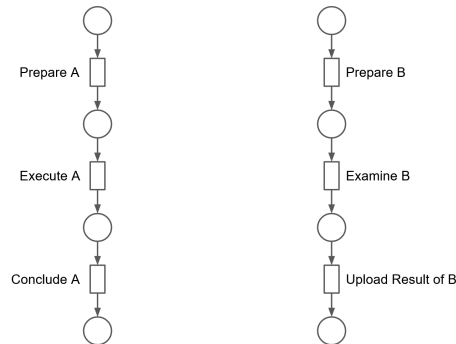 Prepare A
Prepare B
Execute A
Examine B
Conclude A
Upload Result of B